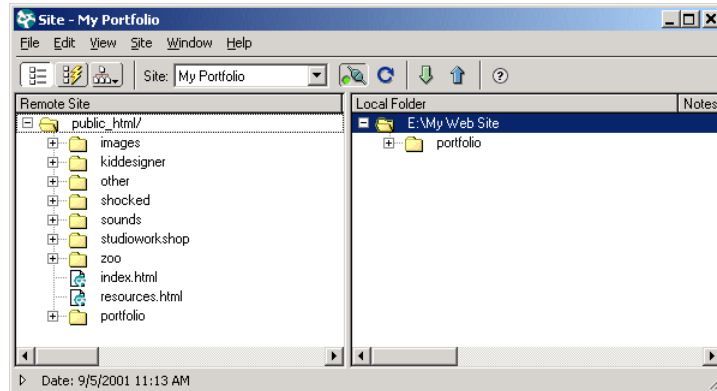 Site - My Portfolio
File Edit View Site Window Help
Site: My Portfolio
Remote Site
public_html/
images
kiddesigner
other
shocked
sounds
studioworkshop
zoo
index.html
resources.html
portfolio
Local Folder Notes
E:\My Web Site
portfolio
Date: 9/5/2001 11:13 AM